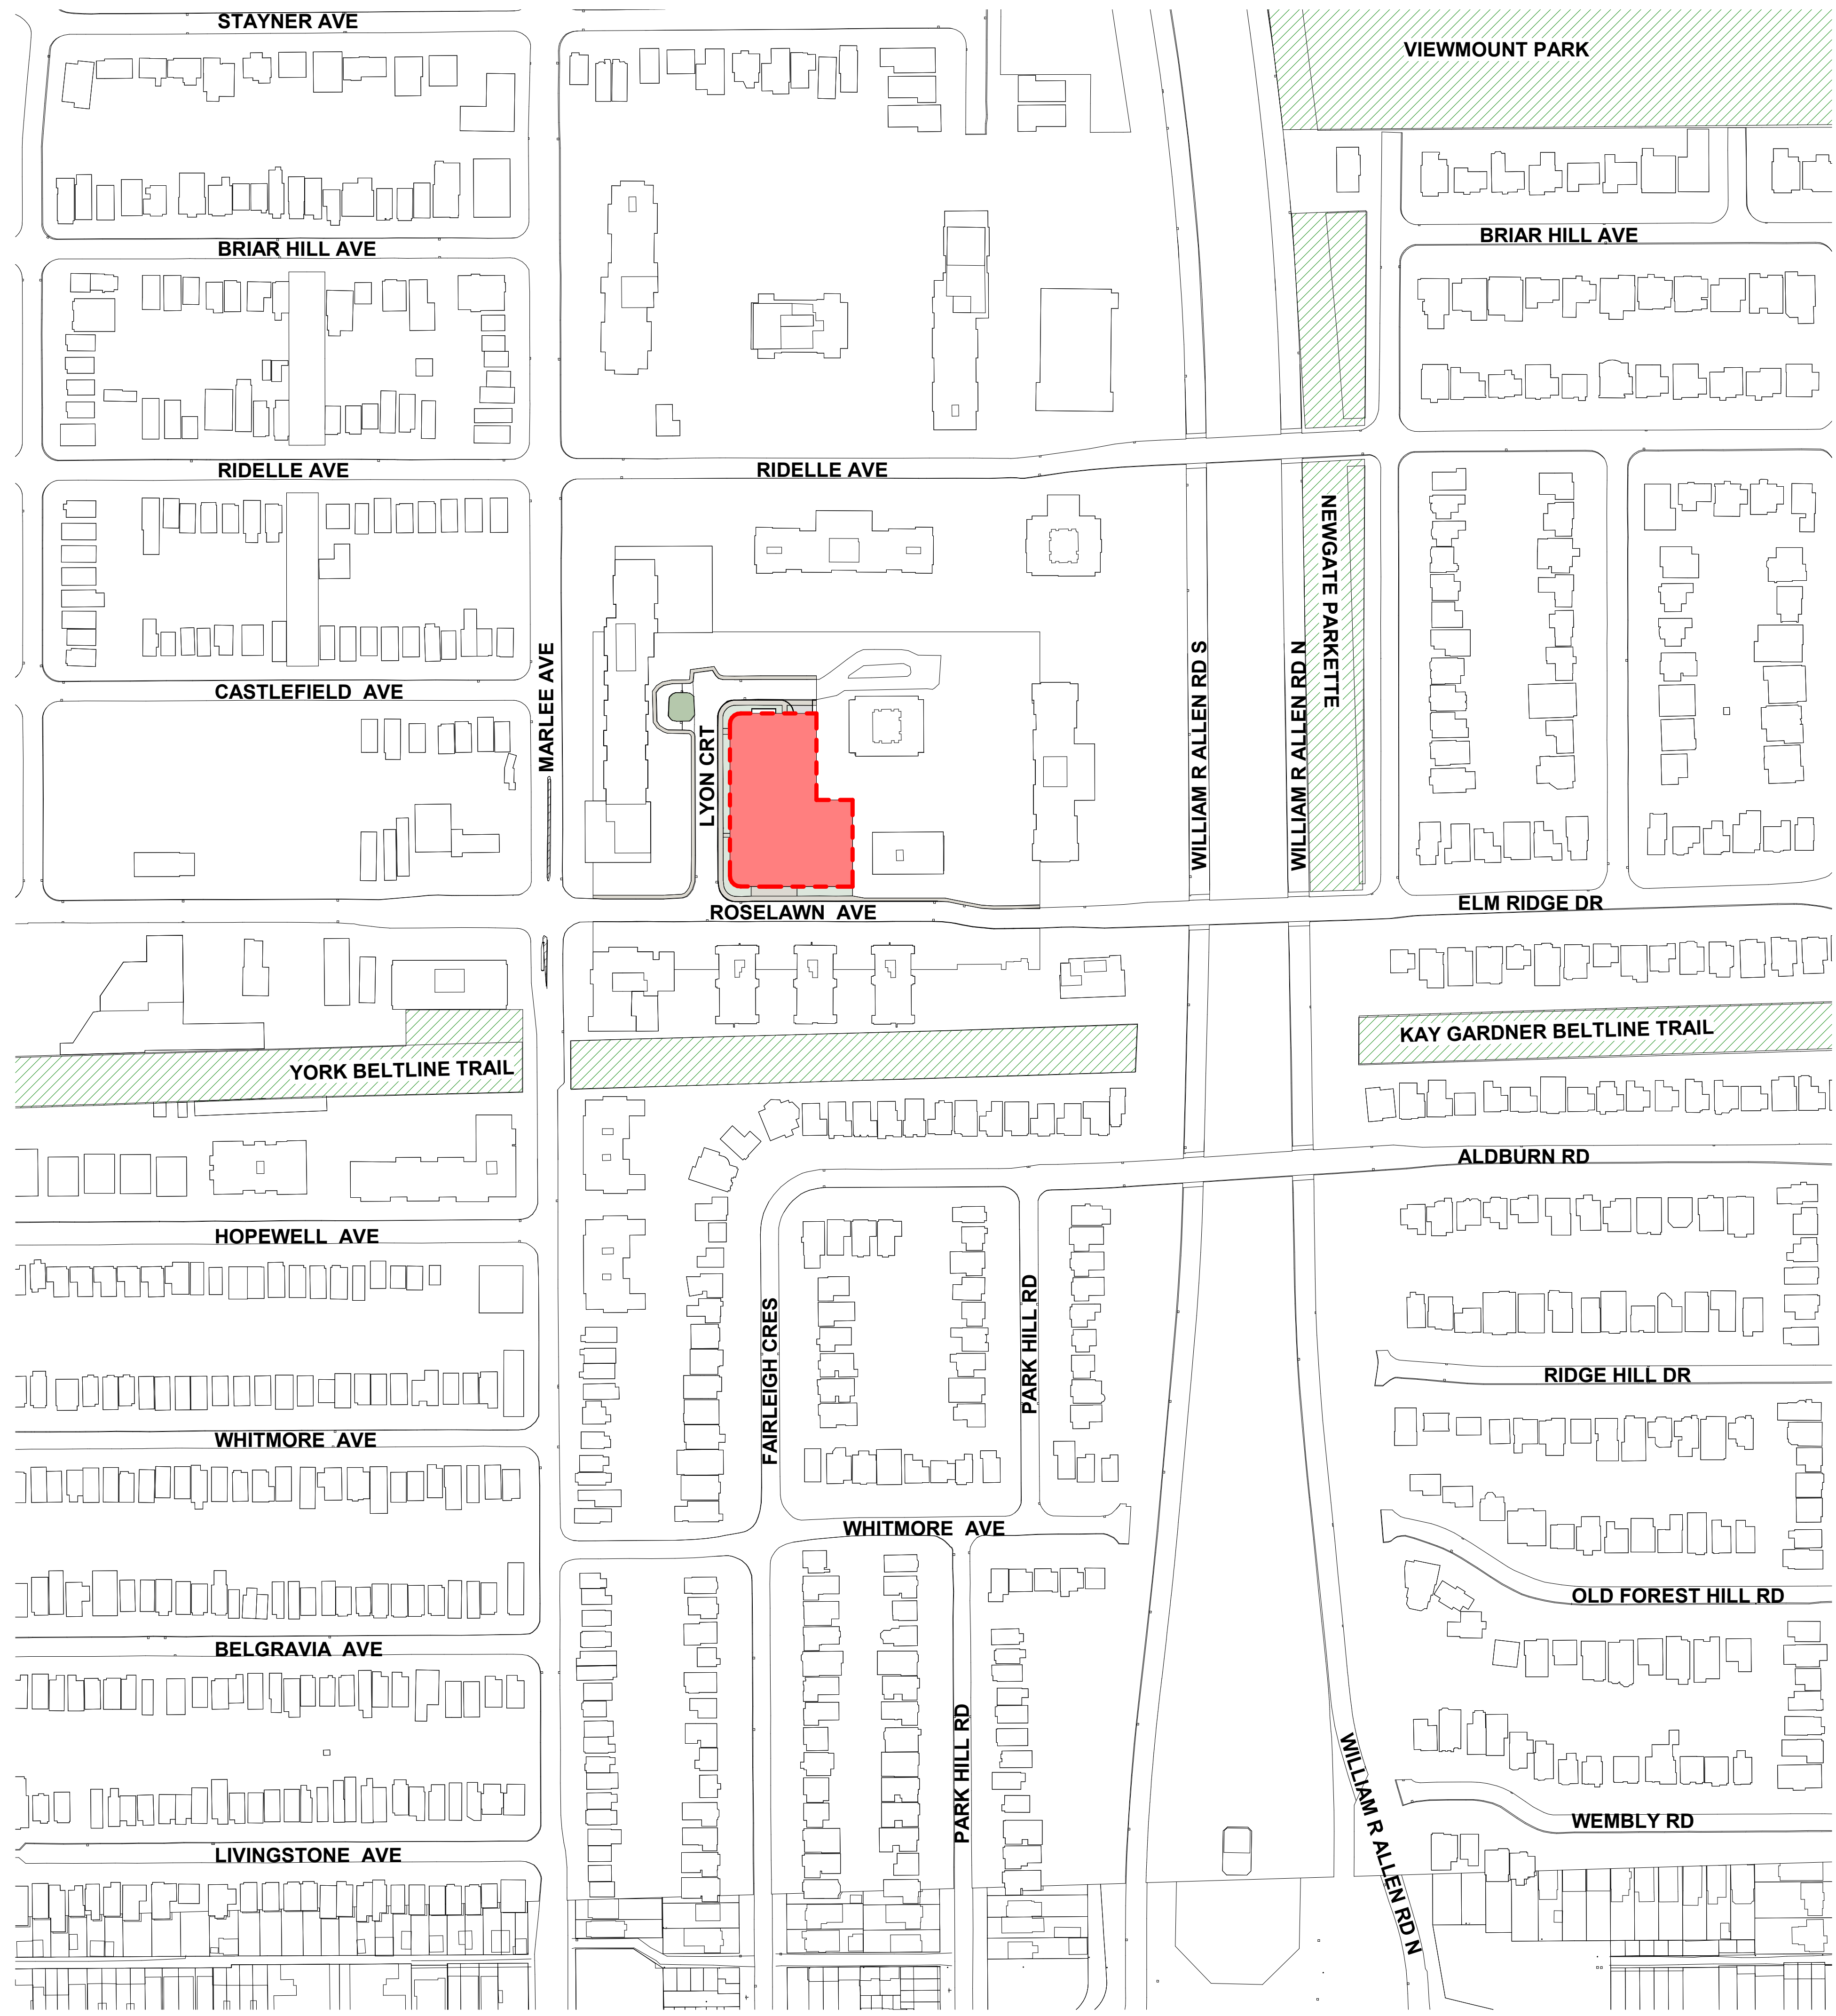 STAYNER AVE
VIEWMOUNT PARK
BRIAR HILL AVE
BRIAR HILL AVE
RIDELLE AVE
RIDELLE AVE
NEWGATE PARKETTE
MARLEE AVE
WILLIAM R ALLEN RD S
WILLIAM R ALLEN RD N
CASTLEFIELD AVE
LYON CRT
ROSELAWN AVE
ELM RIDGE DR
KAY GARDNER BELTLINE TRAIL
YORK BELTLINE TRAIL
ALDBURN RD
HOPEWELL AVE
FAIRLEIGH CRES
PARK HILL RD
RIDGE HILL DR
WHITMORE AVE
WHITMORE AVE
OLD FOREST HILL RD
BELGRAVIA AVE
PARK HILL RD
WILLIAM R ALLEN RD N
WEMBLY RD
LIVINGSTONE AVE